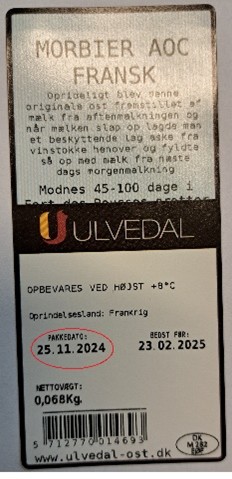 MORBIER AOC
FRANSK
Oprideligt blev denne
originale ost fremstillet af
mælk fra aftenmalkningen og
når mælken slap op lagde man
et beskyttende lag aske fra
vinstokke henover og fyldte
så op med mælk fra næste
dags morgenmalkning
Modnes 45-100 dage i
ULVEDAL
OPBEVARES VED HØJST +8°C
Oprindelsesland: Frankrig
PAKKEDATO: BEDST FØR:
25.11.2024 23.02.2025
NETTOVÆGT:
0,068Kg.
5 712770 014693
DK
M 282
www.ulvedal-ost.dk